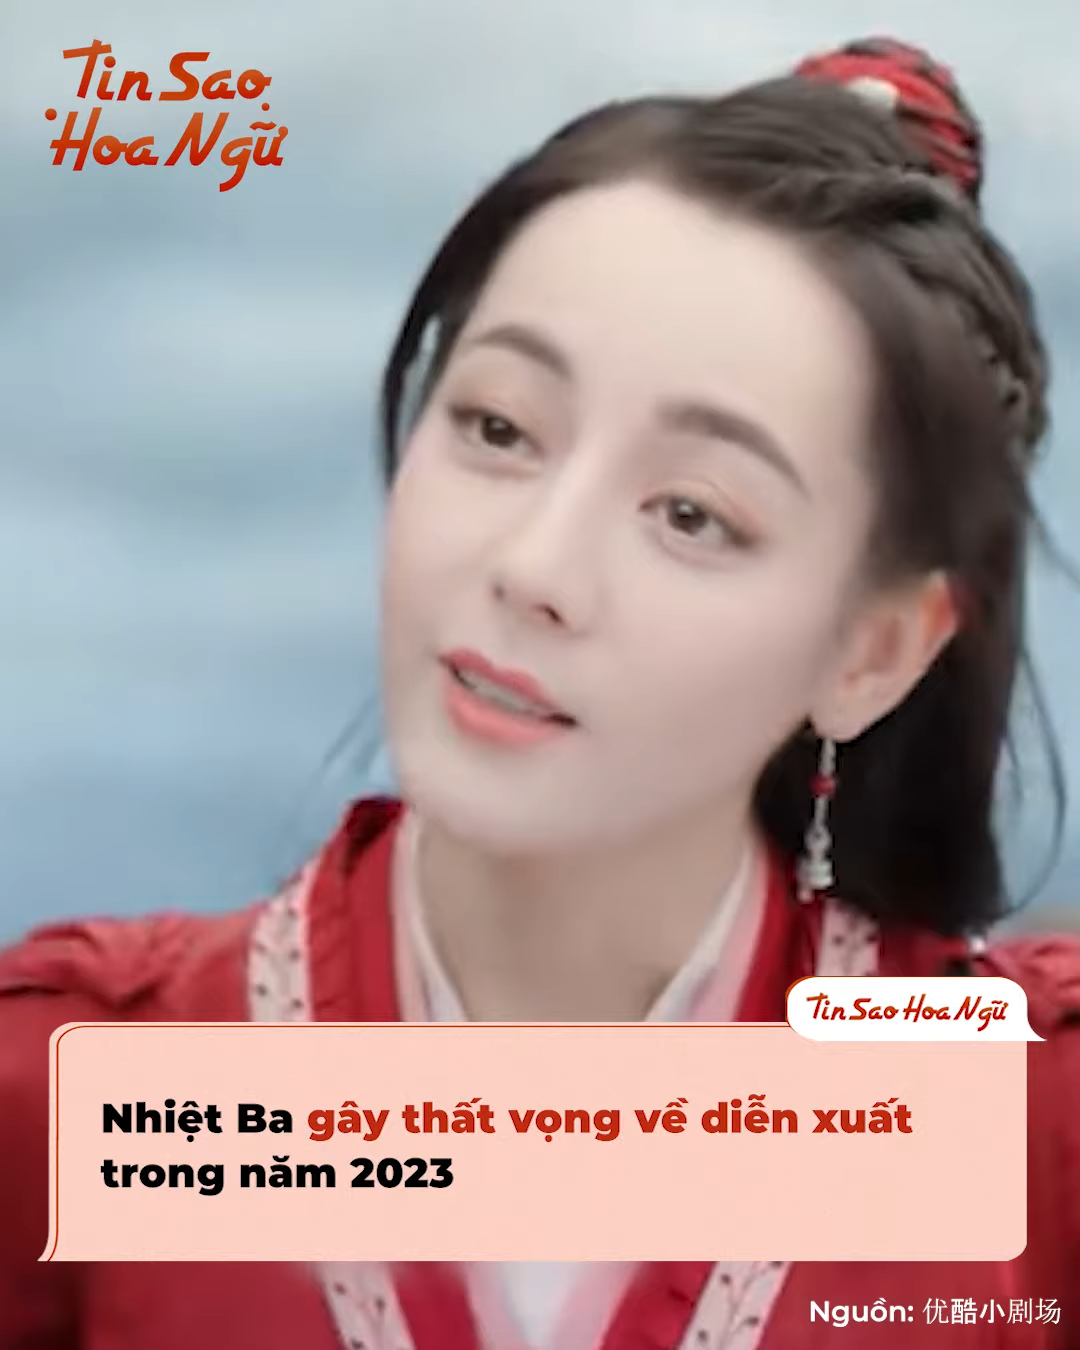 Tin Sao
Hoa Ngữ
Tin Sao Hoa Ngữ
Nhiệt Ba gây thất vọng về diễn xuất
trong năm 2023
Nguồn: 优酷小剧场